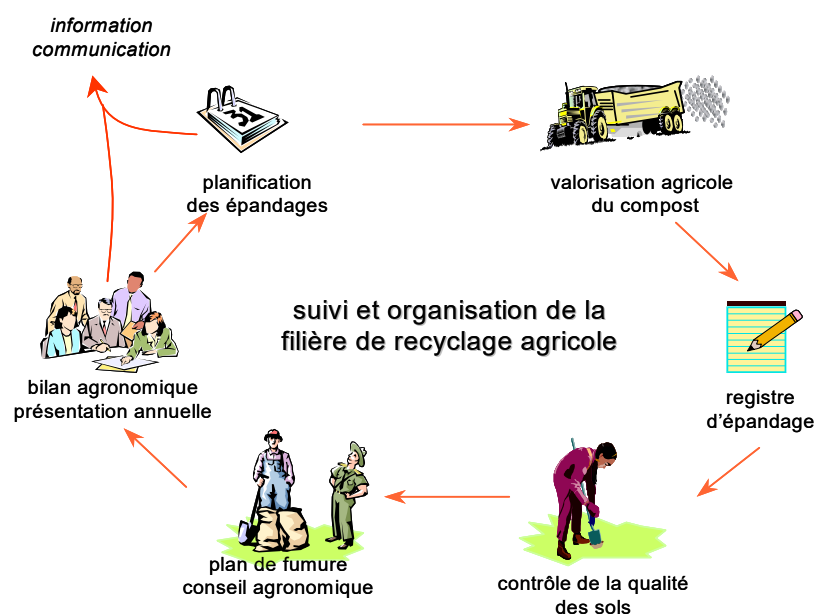 information
communication
31
planification
des épandages
valorisation agricole
du compost
suivi et organisation de la
filière de recyclage agricole
registre
d’épandage
bilan agronomique
présentation annuelle
plan de fumure
conseil agronomique
contrôle de la qualité
des sols